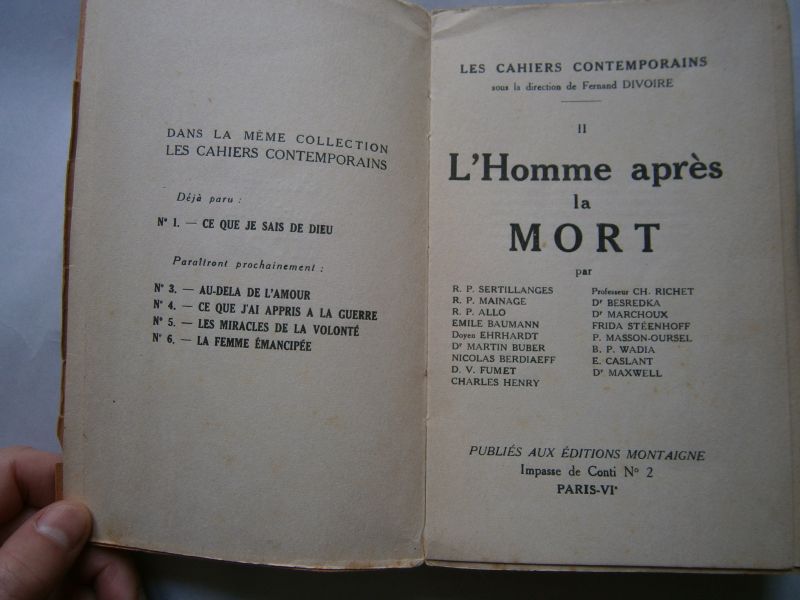 DANS LA MÊME COLLECTION
LES CAHIERS CONTEMPORAINS
Déjà paru :
N° 1. — CE QUE JE SAIS DE DIEU
Paraîtront prochainement :
N° 3. — AU-DELA DE L'AMOUR
N° 4. — CE QUE J'AI APPRIS A LA GUERRE
N° 5. — LES MIRACLES DE LA VOLONTÉ
N° 6. — LA FEMME ÉMANCIPÉE
LES CAHIERS CONTEMPORAINS
sous la direction de Fernand DIVOIRE
II
L'Homme après
la
MORT
par
R. P. SERTILLANGES
R. P. MAINAGE
R. P. ALLO
EMILE BAUMANN
Doyen EHRHARDT
Dr MARTIN BUBER
NICOLAS BERDIAEFF
D. V. FUMET
CHARLES HENRY
Professeur CH. RICHET
Dr BESREDKA
Dr MARCHOUX
FRIDA STÉENHOFF
P. MASSON-OURSEL
B. P. WADIA
E. CASLANT
Dr MAXWELL
PUBLIÉS AUX ÉDITIONS MONTAIGNE
Impasse de Conti No 2
PARIS-VIe